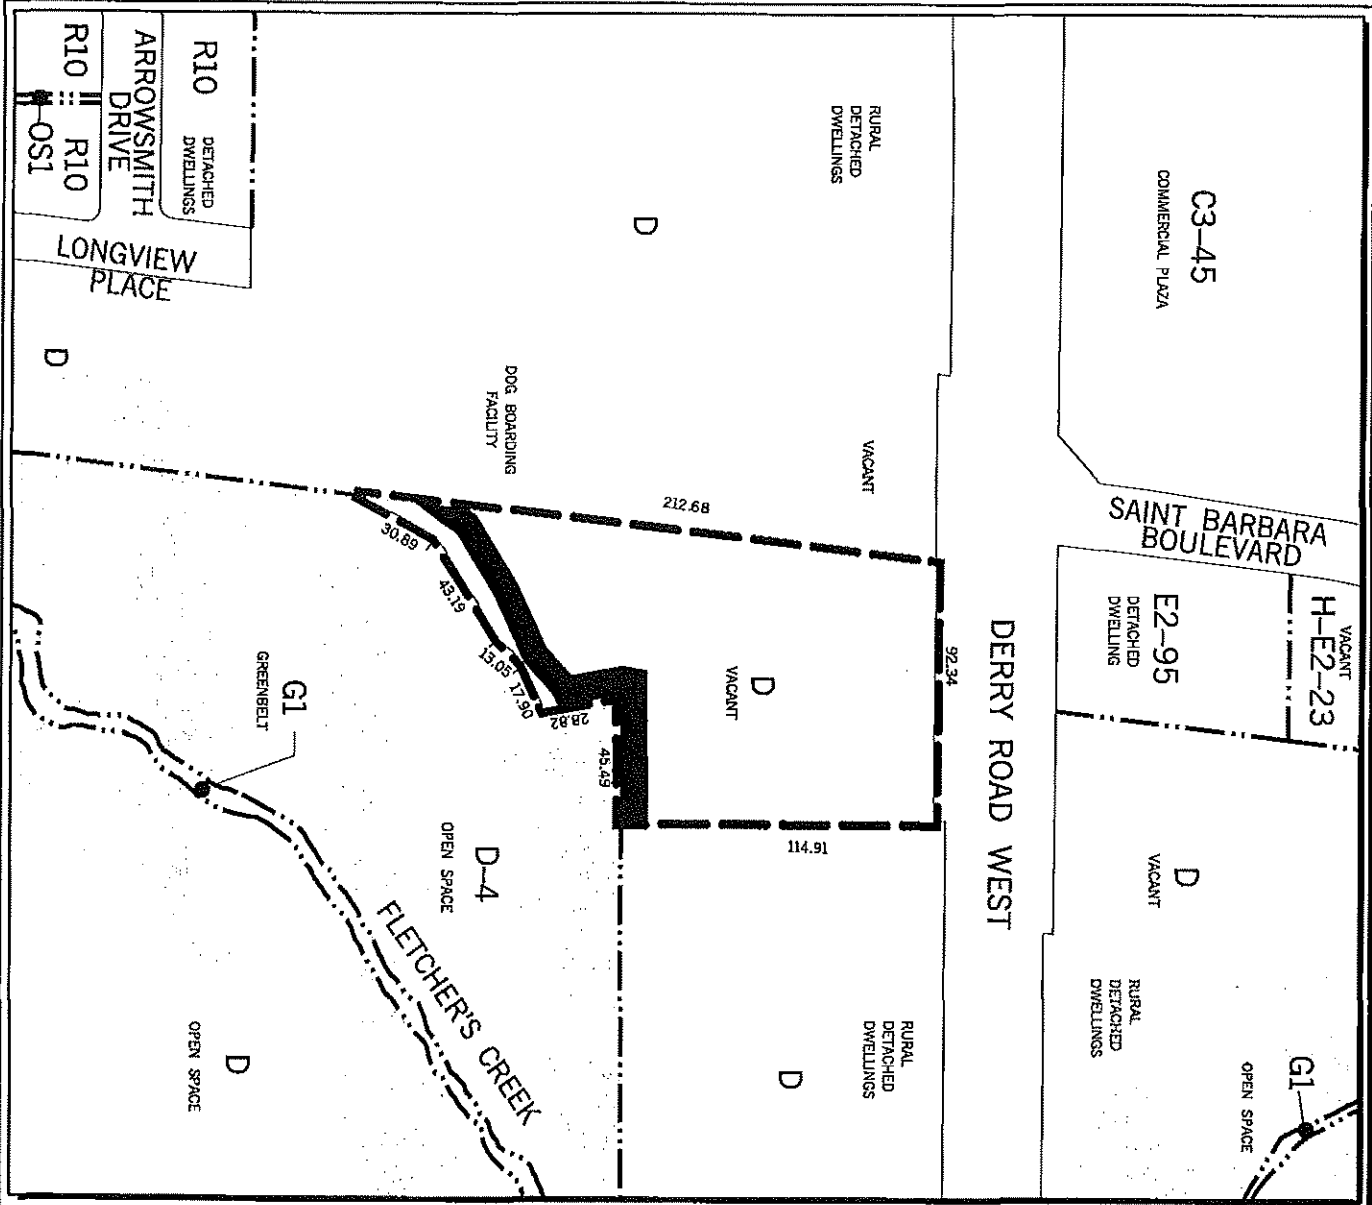 R10
DETACHED
DWELLINGS
ARROWSMITH
DRIVE
R10
R10
OS1
LONGVIEW
PLACE
D
RURAL
DETACHED
DWELLINGS
D
DOG BOARDING
FACILITY
VACANT
C3-45
COMMERCIAL PLAZA
SAINT BARBARA
BOULEVARD
VACANT
H-E2-23
E2-95
DETACHED
DWELLING
DERRY ROAD WEST
212.68
92.34
114.91
45.49
28.82
17.90
13.05
43.19
30.89
D
VACANT
D
VACANT
RURAL
DETACHED
DWELLINGS
G1
OPEN SPACE
RURAL
DETACHED
DWELLINGS
D
G1
GREENBELT
D-4
OPEN SPACE
FLETCHER'S CREEK
D
OPEN SPACE